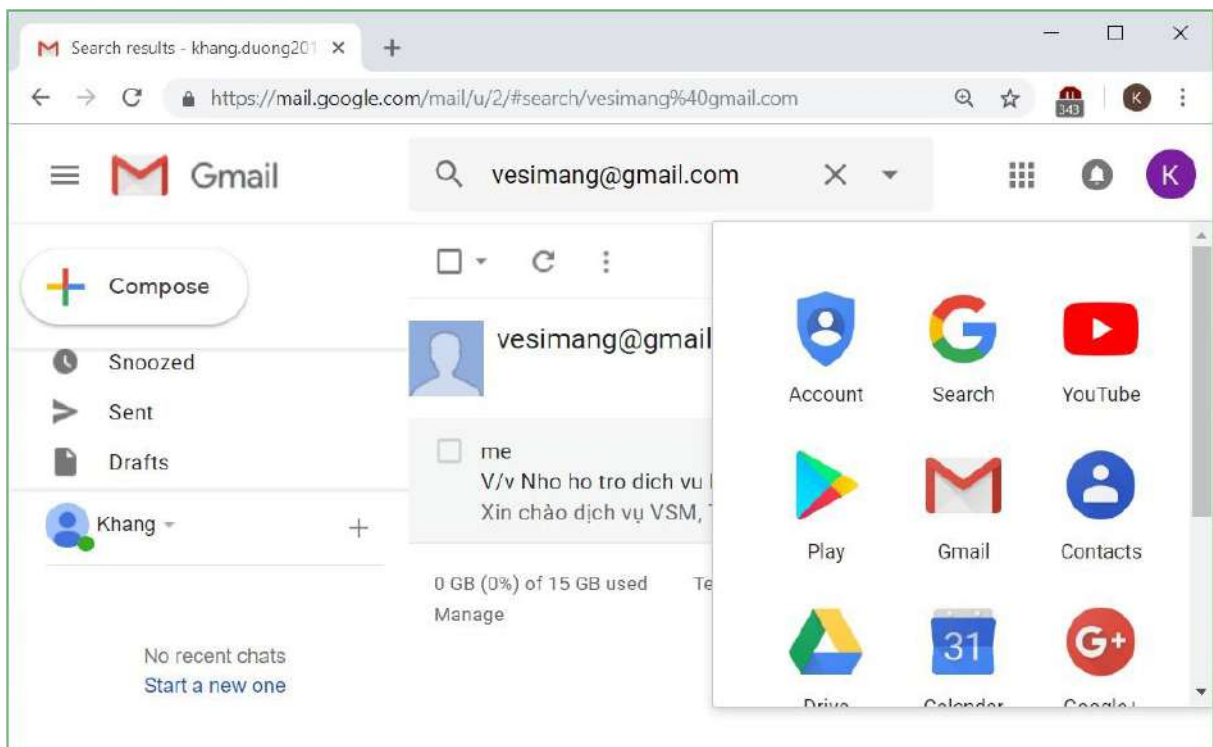 Search results - khang.duong201
https://mail.google.com/mail/u/2/#search/vesimang%40gmail.com
343
K
Gmail
vesimang@gmail.com
K
Compose
Snoozed
Sent
Drafts
Khang
No recent chats
Start a new one
vesimang@gmail
me
V/v Nho ho tro dich vu
Xin chào dịch vụ VSM,
0 GB (0%) of 15 GB used
Manage
Account Search YouTube
Play Gmail Contacts
31 G+
Drive Calendar Google+